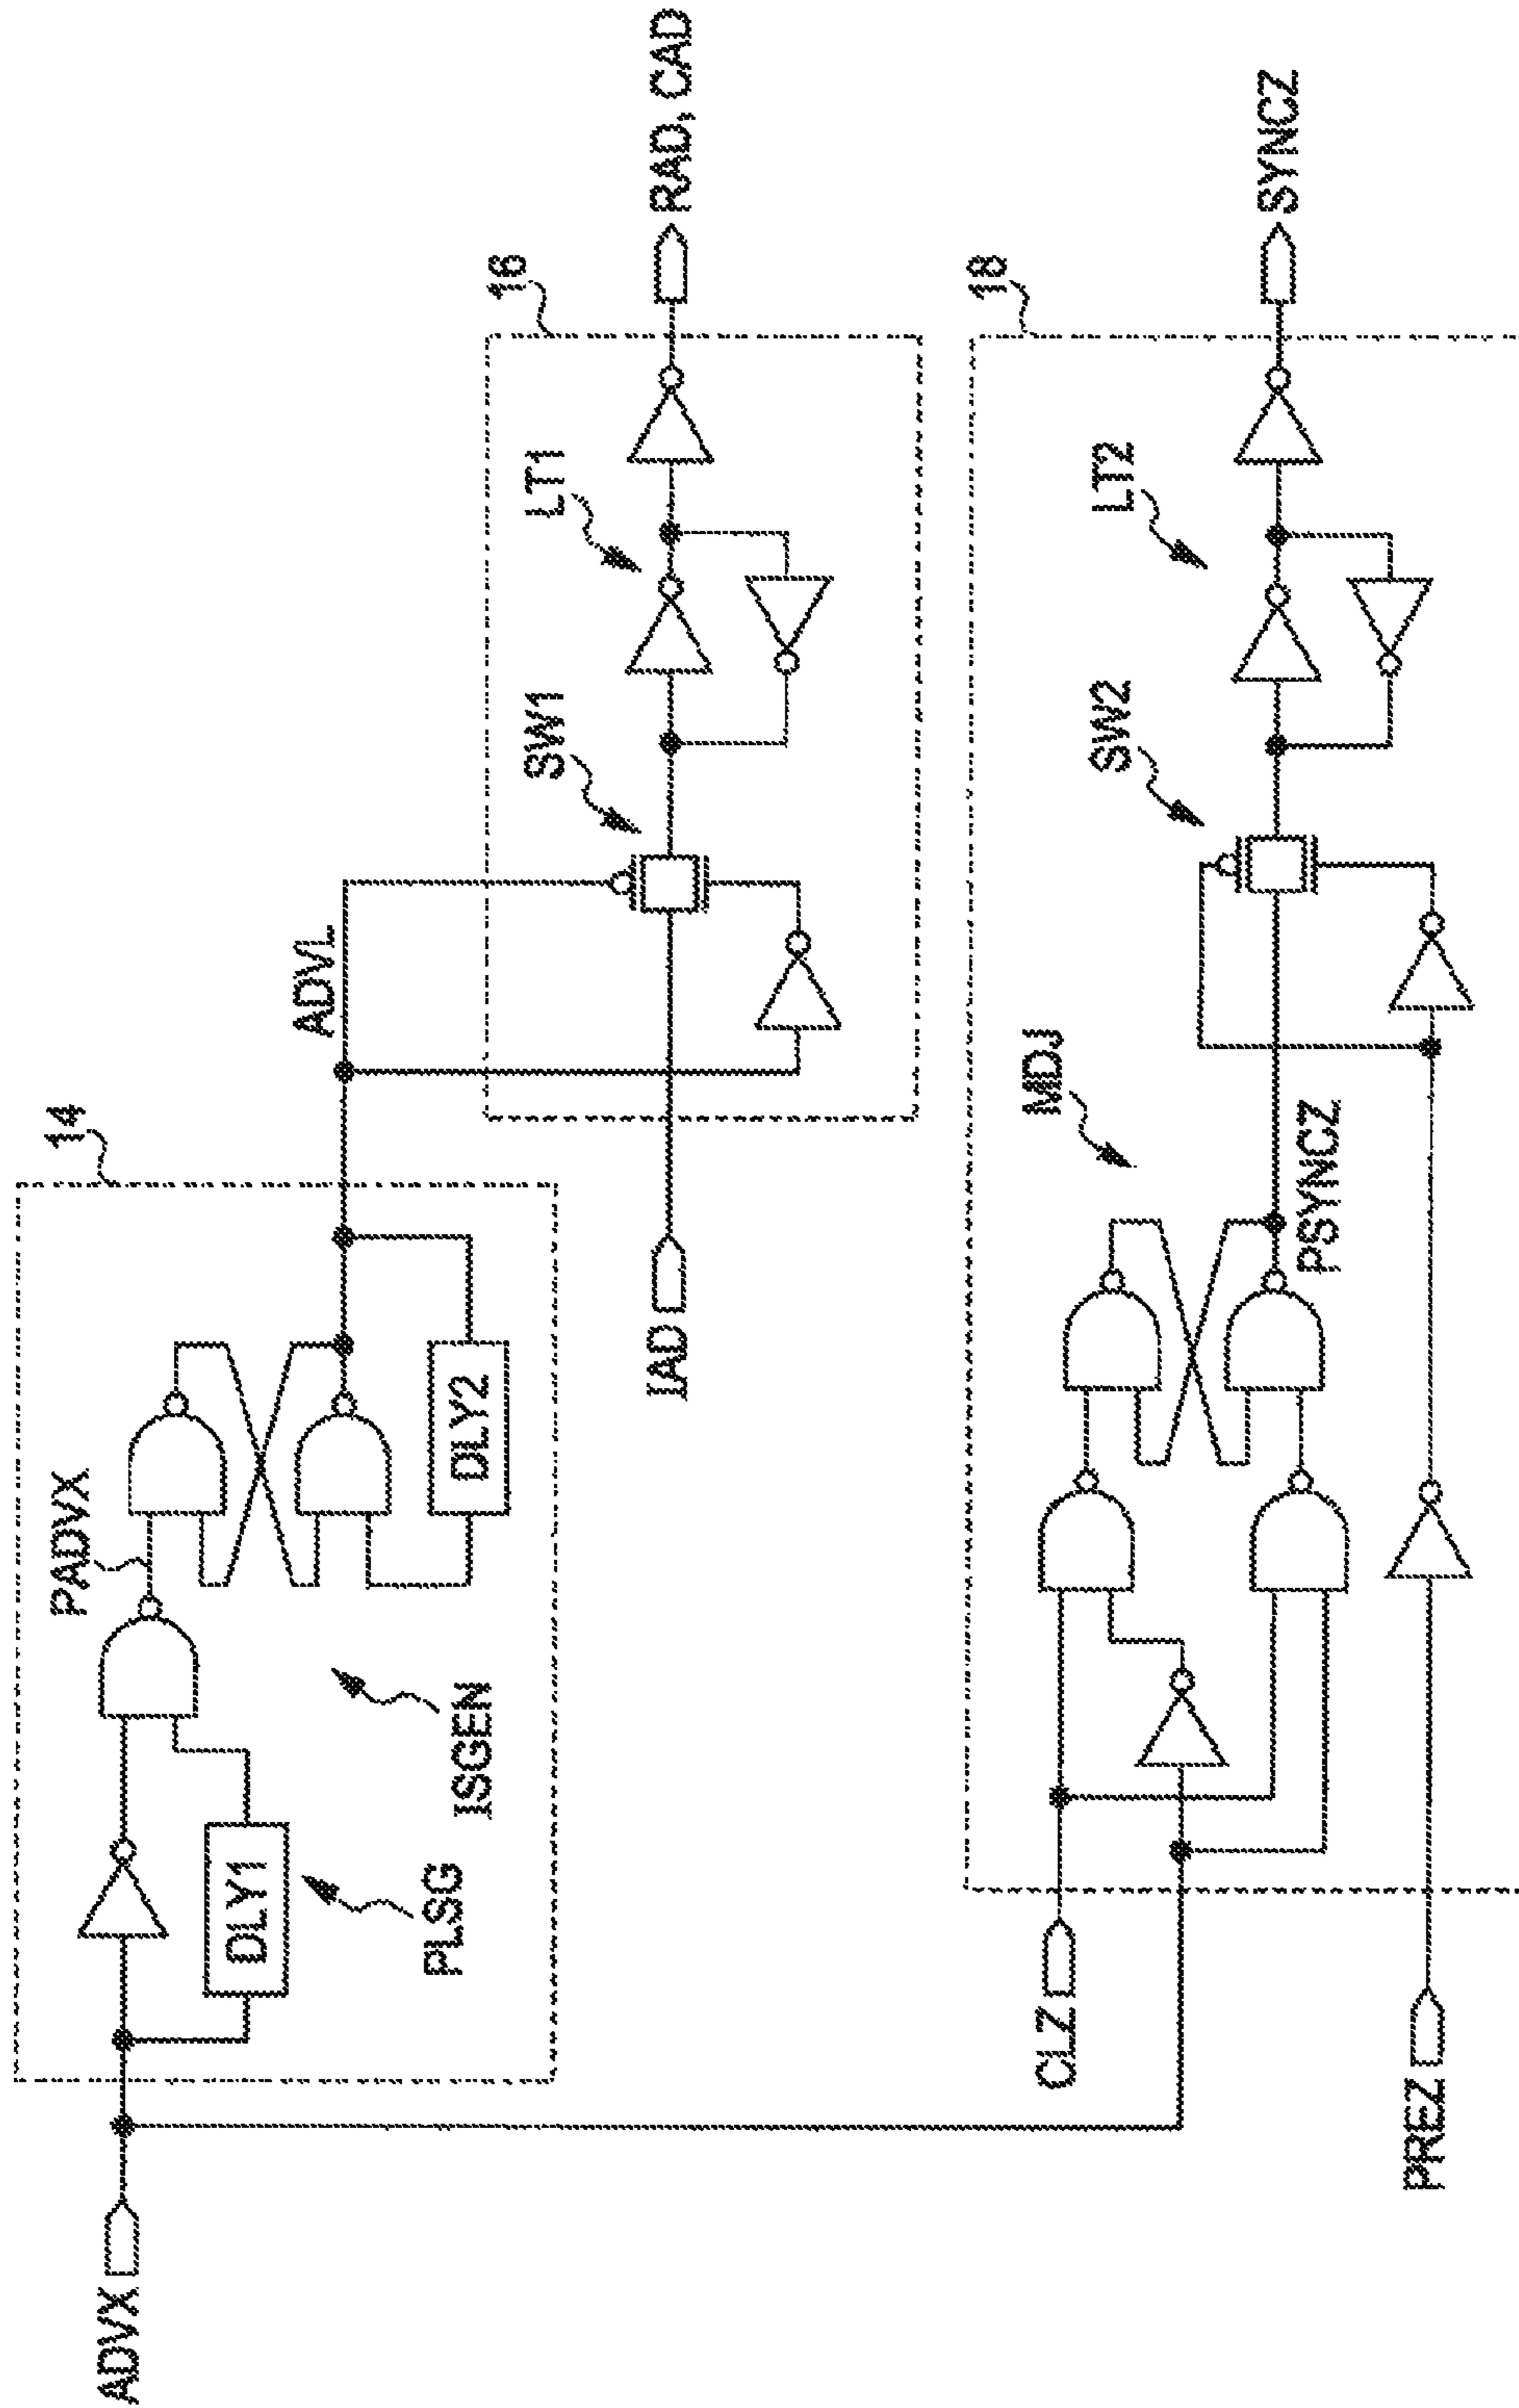 14
ADVX
DLY1
PLSG
PADVX
ISGEN
DLY2
ADVL
16
IAD
SW1
LT1
RAD, CAD
18
CLZ
PREZ
MDJ
PSYNCZ
SW2
LT2
SYNCZ